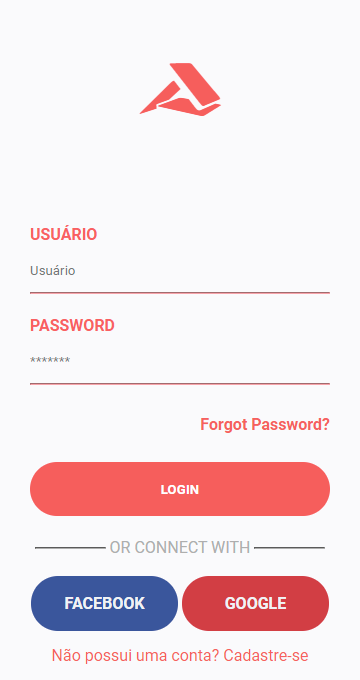 USUÁRIO
Usuário
PASSWORD
*******
Forgot Password?
LOGIN
OR CONNECT WITH
FACEBOOK GOOGLE
Não possui uma conta? Cadastre-se